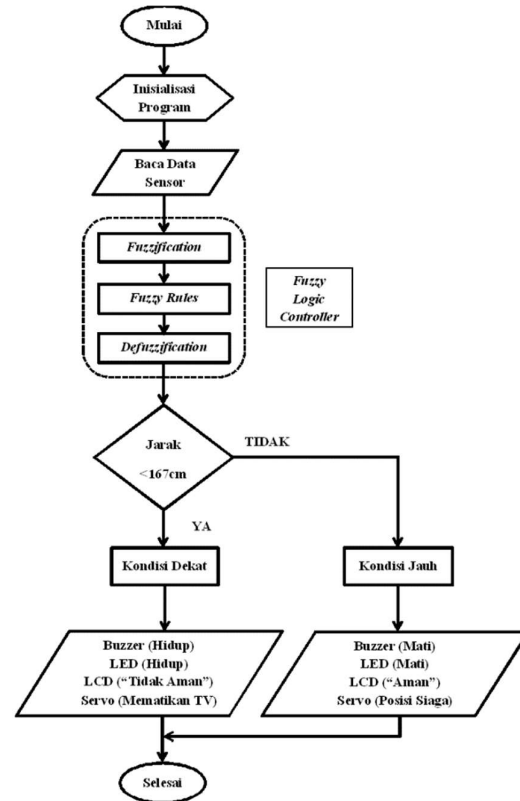 Mulai
Inisialisasi
Program
Baca Data
Sensor
Fuzzification
Fuzzy Rules
Defuzzification
Fuzzy
Logic
Controller
Jarak
<167cm
TIDAK
YA
Kondisi Dekat
Kondisi Jauh
Buzzer (Hidup)
LED (Hidup)
LCD (“Tidak Aman”)
Servo (Mematikan TV)
Buzzer (Mati)
LED (Mati)
LCD (“Aman”)
Servo (Posisi Siaga)
Selesai